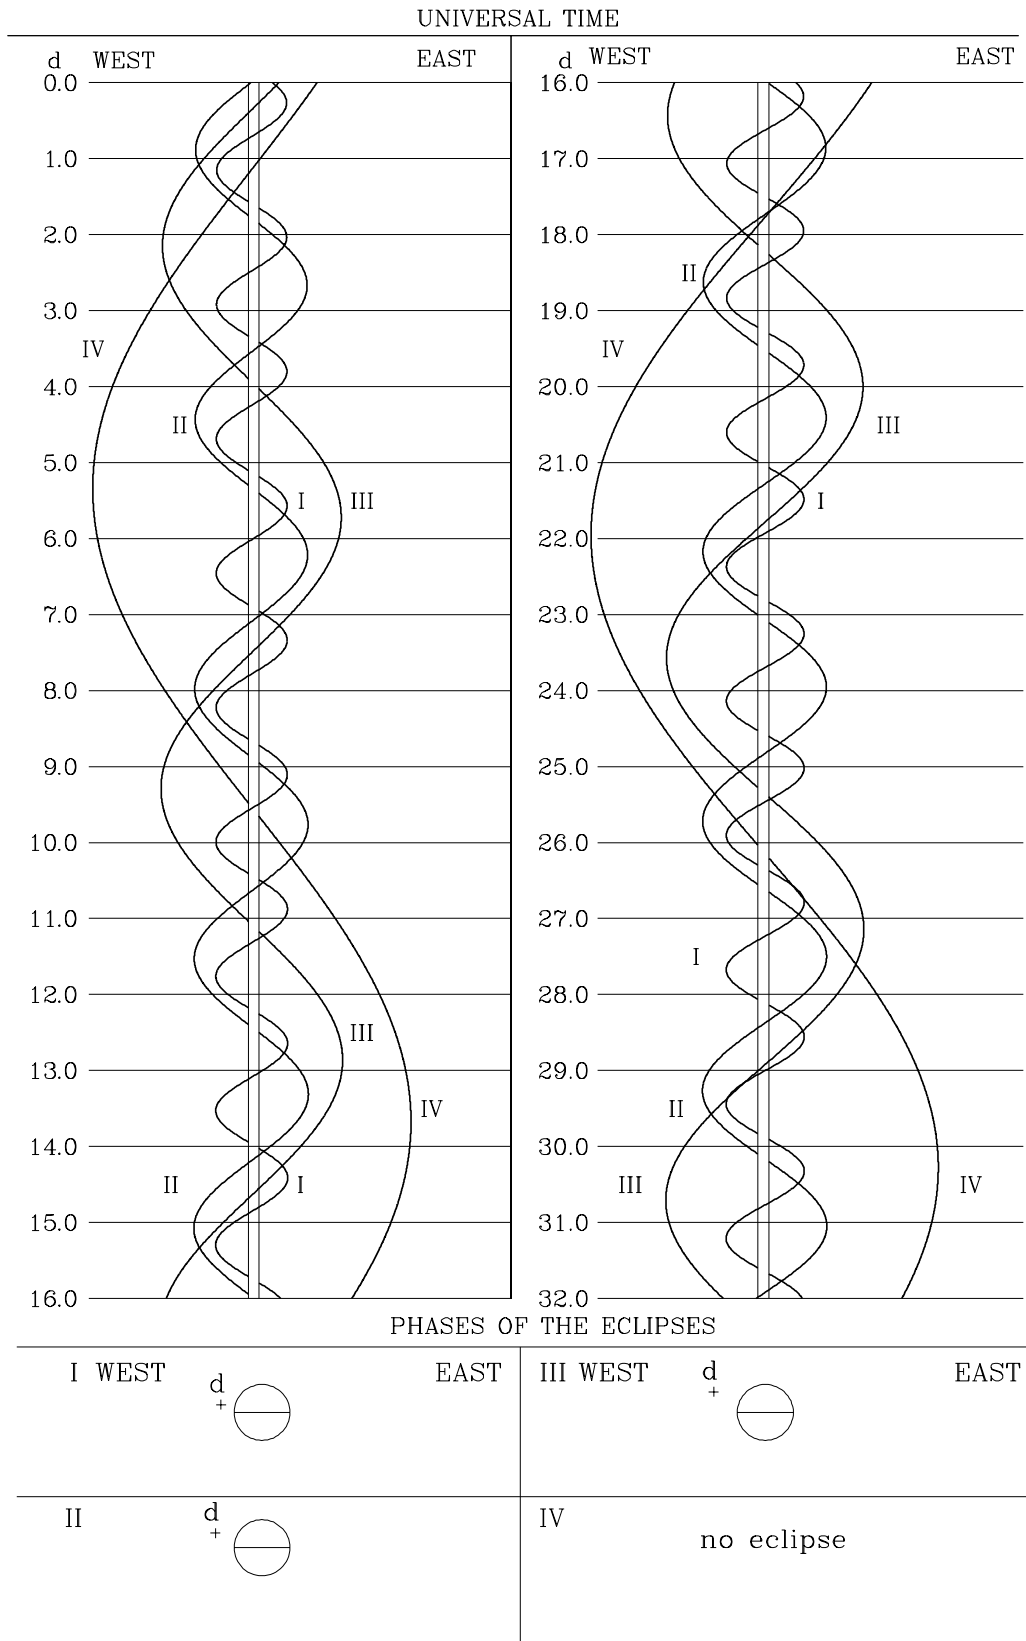 UNIVERSAL TIME
d WEST EAST
0.0
1.0
2.0
3.0
IV
4.0
II
5.0
I III
6.0
7.0
8.0
9.0
10.0
11.0
12.0
III
13.0
IV
14.0
II I
15.0
16.0
d WEST EAST
16.0
17.0
18.0
II
19.0
IV
20.0
III
21.0
I
22.0
23.0
24.0
25.0
26.0
27.0
I
28.0
29.0
II
30.0
III IV
31.0
32.0
PHASES OF THE ECLIPSES
I WEST EAST
d
+
III WEST EAST
d
+
II
d
+
IV
no eclipse